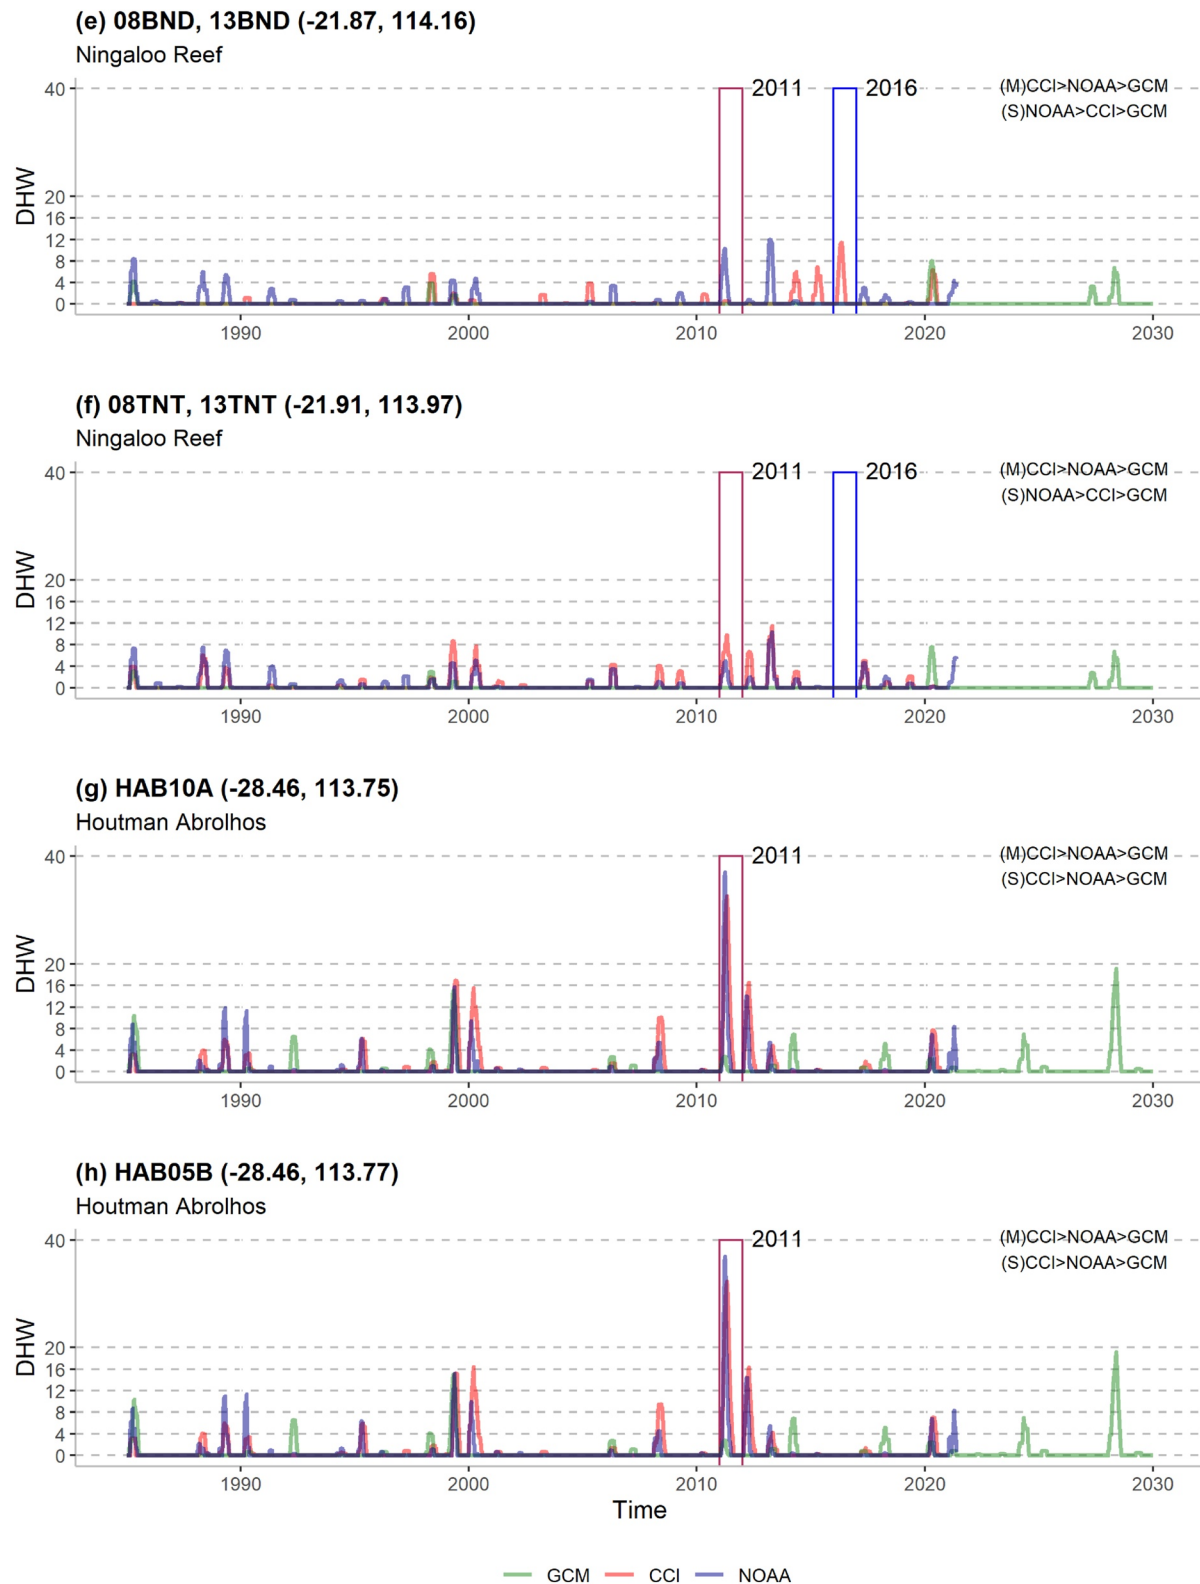 (e) 08BND, 13BND (-21.87, 114.16)
Ningaloo Reef
40 2011 2016 (M)CCI>NOAA>GCM
(S)NOAA>CCI>GCM
DHW
20
16
12
8
4
0
1990 2000 2010 2020 2030
(f) 08TNT, 13TNT (-21.91, 113.97)
Ningaloo Reef
40 2011 2016 (M)CCI>NOAA>GCM
(S)NOAA>CCI>GCM
DHW
20
16
12
8
4
0
1990 2000 2010 2020 2030
(g) HAB10A (-28.46, 113.75)
Houtman Abrolhos
40 2011 (M)CCI>NOAA>GCM
(S)CCI>NOAA>GCM
DHW
20
16
12
8
4
0
1990 2000 2010 2020 2030
(h) HAB05B (-28.46, 113.77)
Houtman Abrolhos
40 2011 (M)CCI>NOAA>GCM
(S)CCI>NOAA>GCM
DHW
20
16
12
8
4
0
1990 2000 2010 2020 2030
Time
GCM CCI NOAA